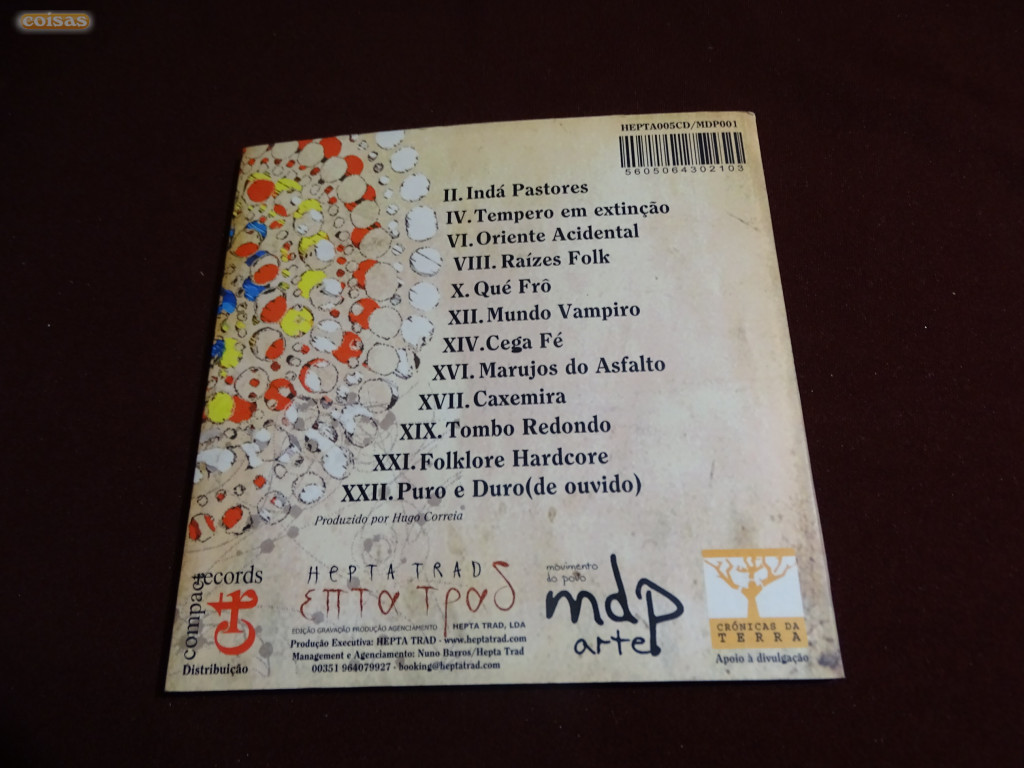 coisas
HEPTA005CD/MDP001
5605064302103
II. Indá Pastores
IV. Tempero em extinção
VI. Oriente Acidental
VIII. Raízes Folk
X. Qué Frô
XII. Mundo Vampiro
XIV. Cega Fé
XVI. Marujos do Asfalto
XVII. Caxemira
XIX. Tombo Redondo
XXI. Folklore Hardcore
XXII. Puro e Duro(de ouvido)
Produzido por Hugo Correia
compact records
Distribuição
HEPTA TRAD
επτα τραδ
EDIÇÃO GRAVAÇÃO PRODUÇÃO AGENCIAMENTO HEPTA TRAD, LDA
Produção Executiva: HEPTA TRAD - www.heptatrad.com
Management e Agenciamento: Nuno Barros/Hepta Trad
00351 964079927 - booking@heptatrad.com
movimento
do povo
mdp
arte
CRÓNICAS DA
TERRA
Apoio à divulgação